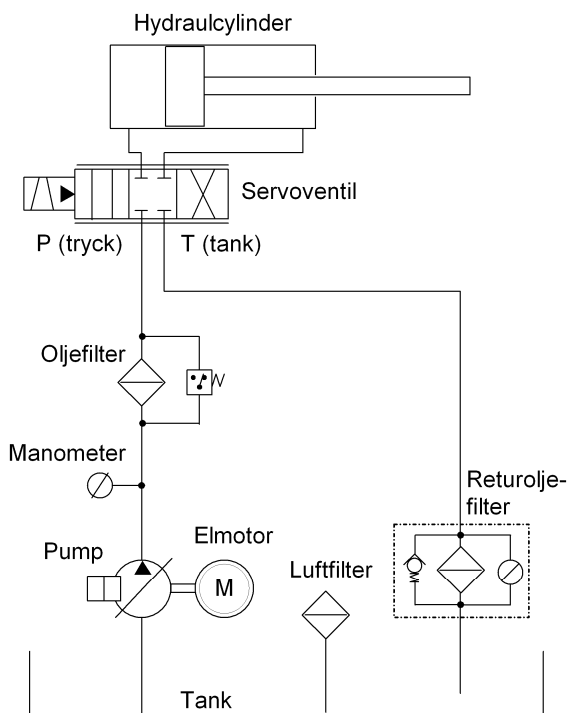 Hydraulcylinder
Servoventil
P (tryck)
T (tank)
Oljefilter
Manometer
Returolje-
filter
Elmotor
Pump
Luftfilter
M
Tank